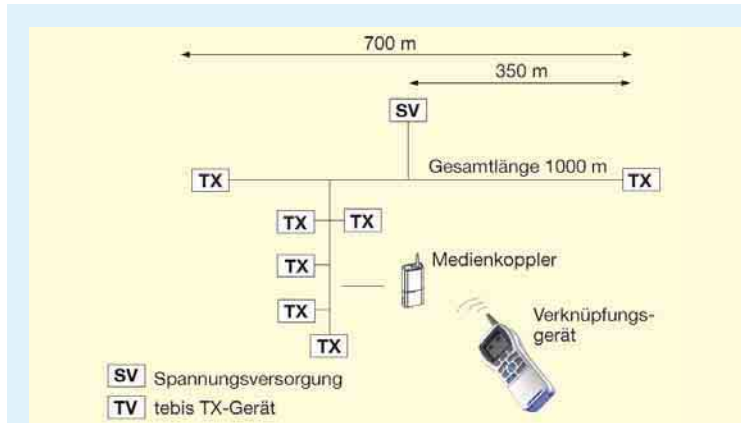 700 m
350 m
SV
Gesamtlänge 1000 m
TX
TX
TX
TX
TX
Medienkoppler
TX
Verknüpfungs-
gerät
TX
SV Spannungsversorgung
TV tebis TX-Gerät